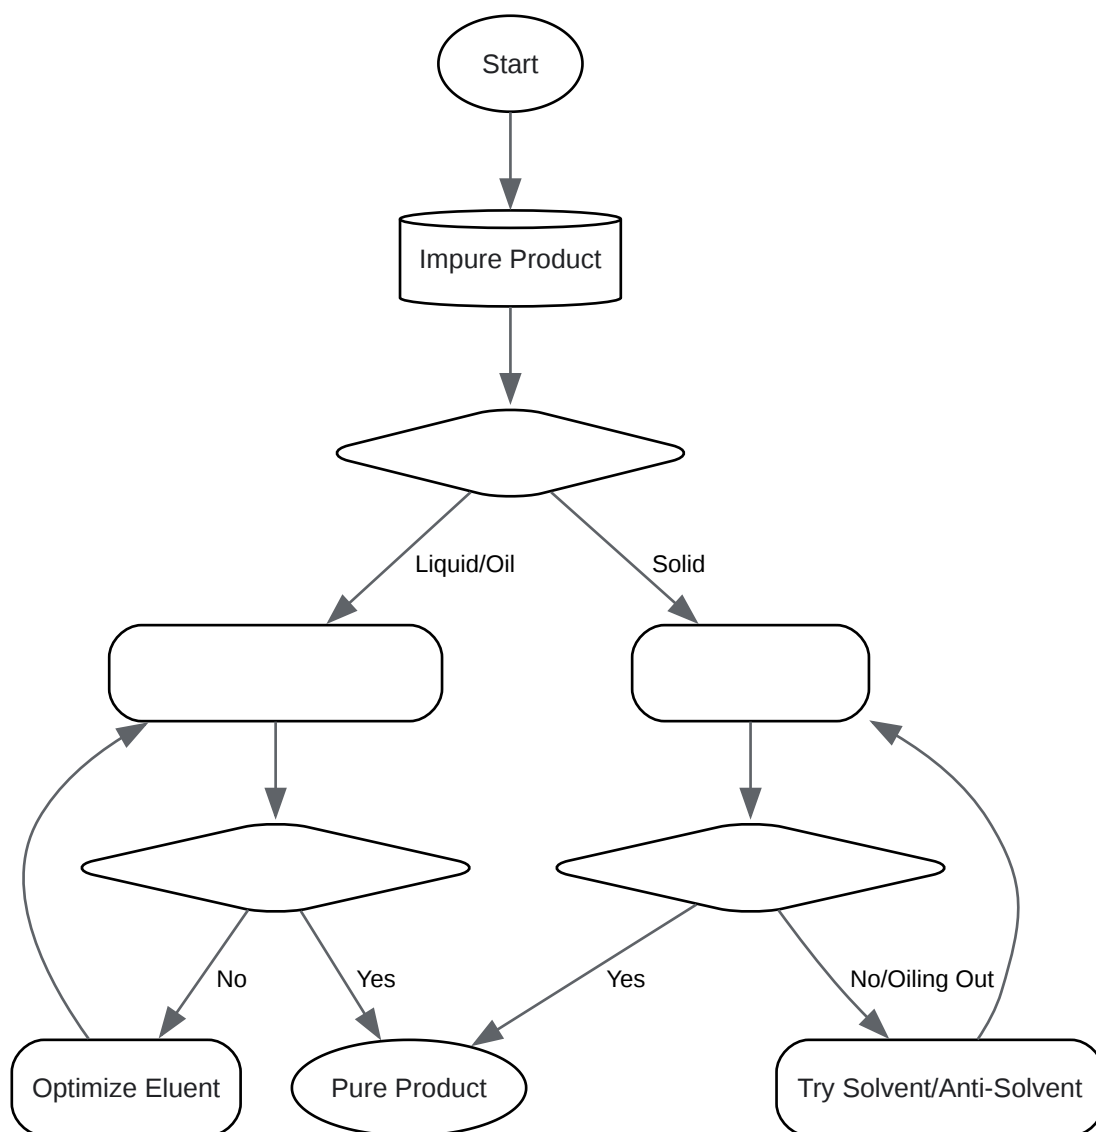 Start
Impure Product
Liquid/Oil
Solid
No
Yes
Yes
No/Oiling Out
Optimize Eluent
Pure Product
Try Solvent/Anti-Solvent